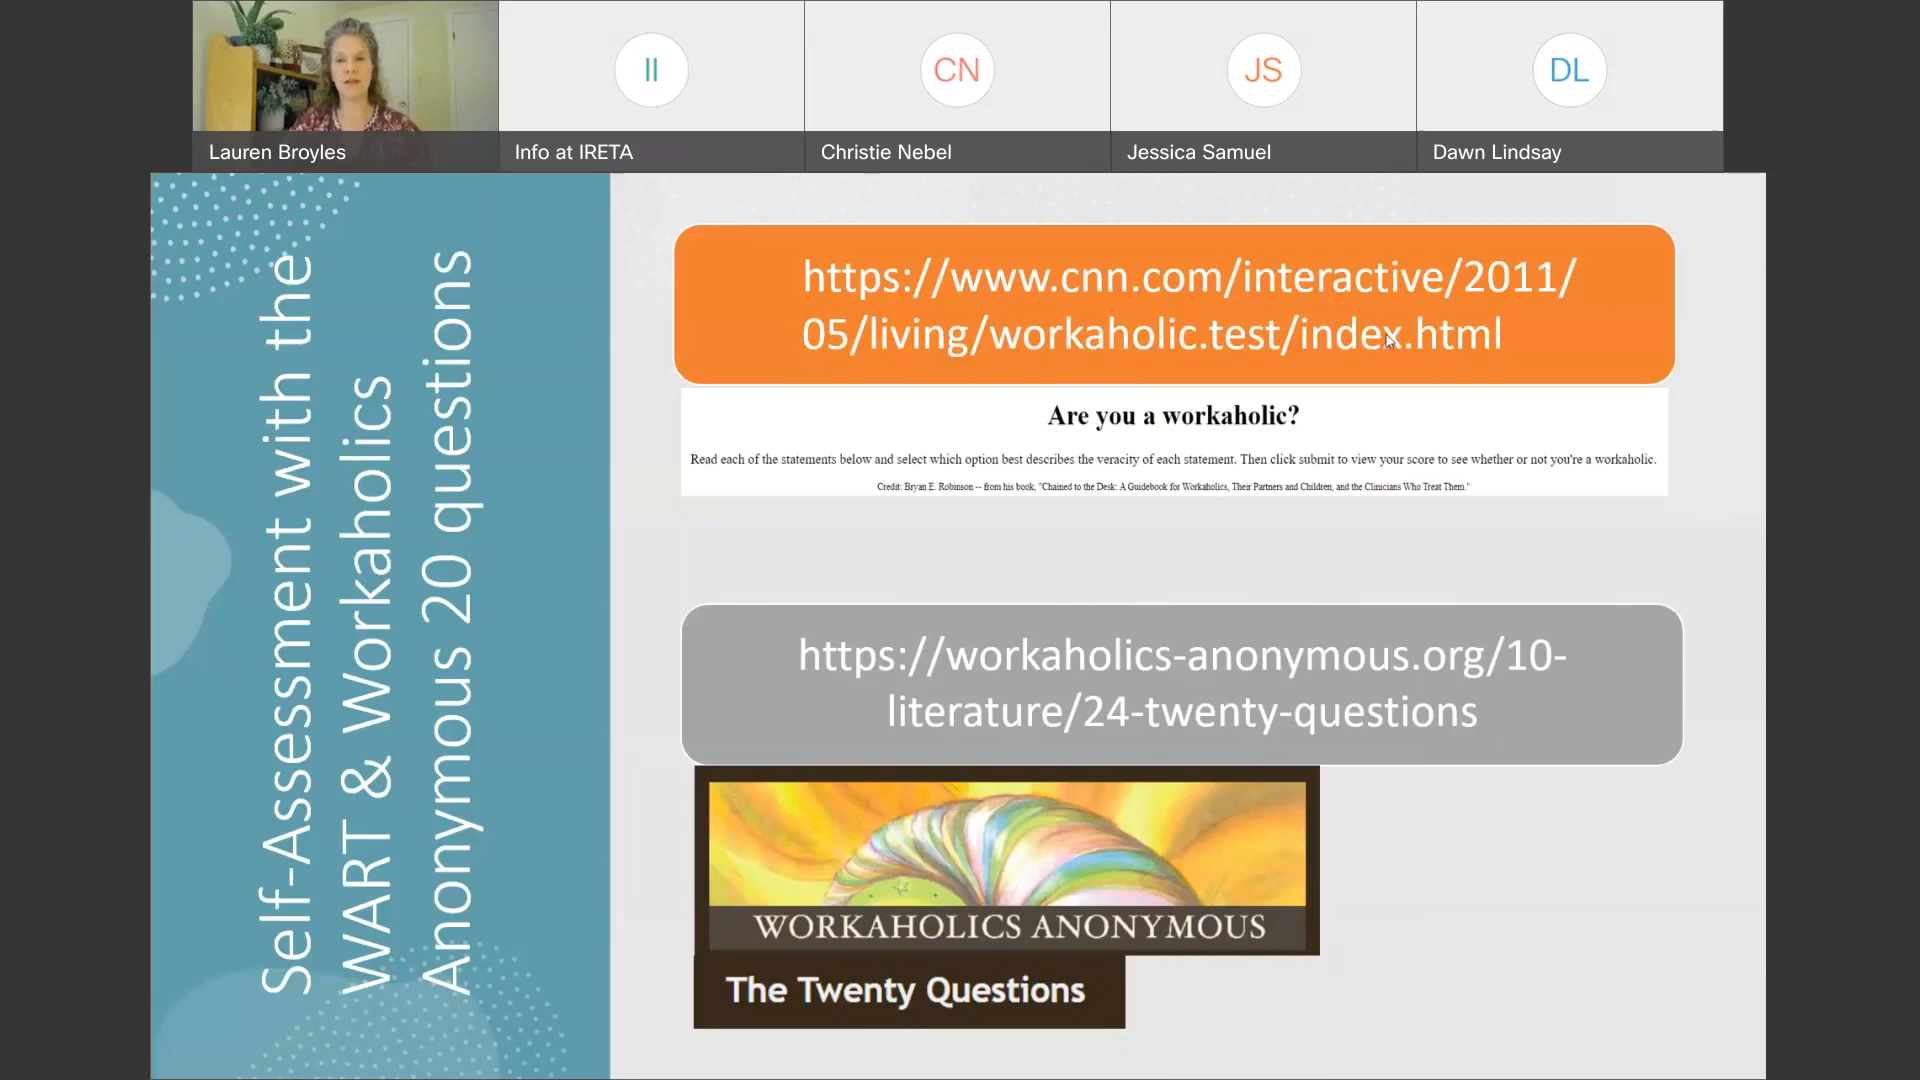 II
CN
JS
DL
Lauren Broyles
Info at IRETA
Christie Nebel
Jessica Samuel
Dawn Lindsay
Self-Assessment with the
WART & Workaholics
Anonymous 20 questions
https://www.cnn.com/interactive/2011/
05/living/workaholic.test/index.html
Are you a workaholic?
Read each of the statements below and select which option best describes the veracity of each statement. Then click submit to view your score to see whether or not you're a workaholic.
Credit: Bryan E. Robinson -- from his book, "Chained to the Desk: A Guidebook for Workaholics, Their Partners and Children, and the Clinicians Who Treat Them."
https://workaholics-anonymous.org/10-
literature/24-twenty-questions
WORKAHOLICS ANONYMOUS
The Twenty Questions